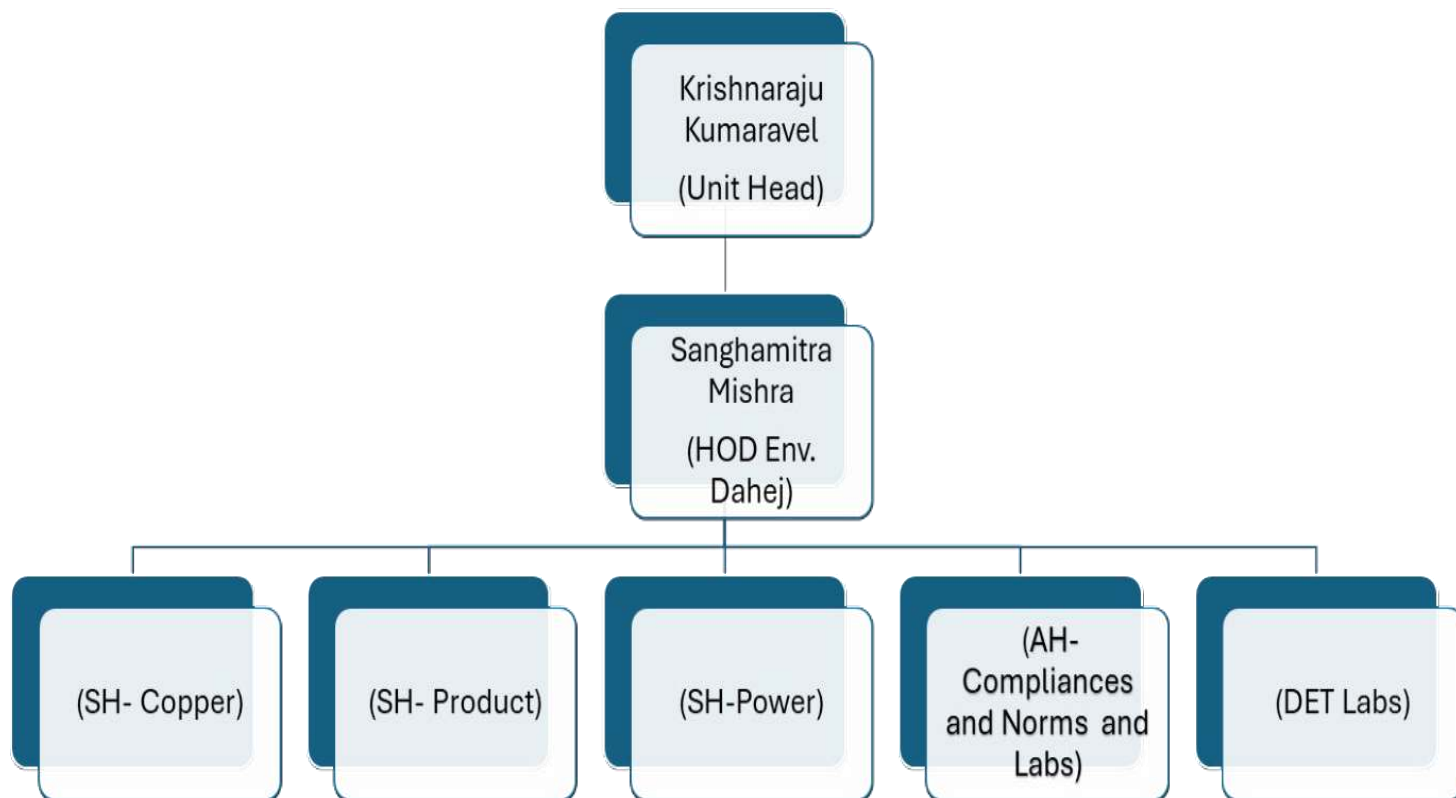 Krishnaraju
Kumaravel
(Unit Head)
Sanghamitra
Mishra
(HOD Env.
Dahej)
(SH- Copper)
(SH- Product)
(SH-Power)
(AH-
Compliances
and Norms and
Labs)
(DET Labs)